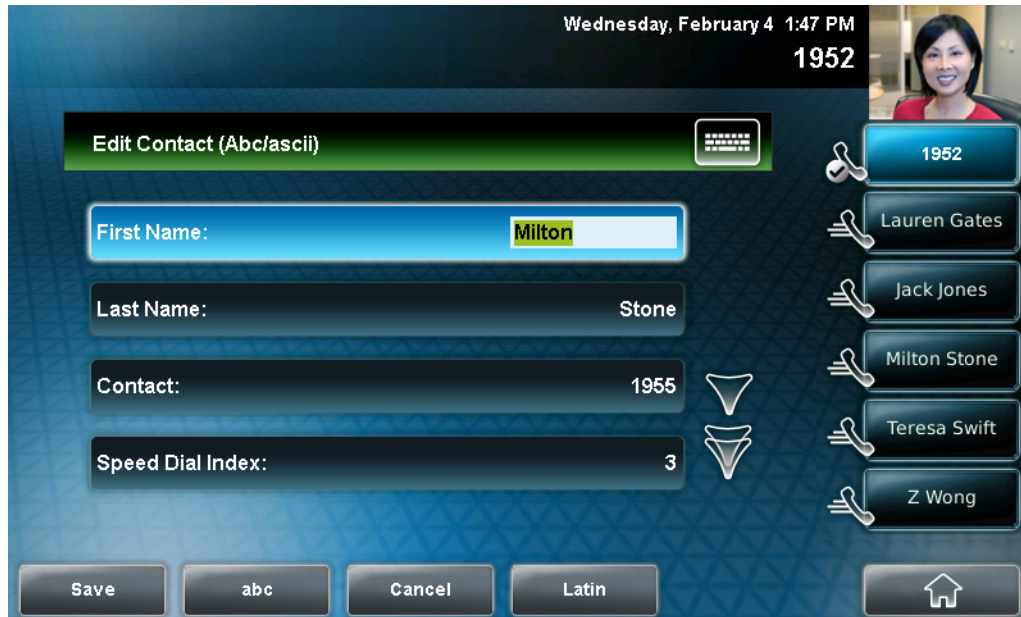 Wednesday, February 4 1:47 PM
1952
Edit Contact (Abc/ascii)
First Name: Milton
Last Name: Stone
Contact: 1955
Speed Dial Index: 3
1952
Lauren Gates
Jack Jones
Milton Stone
Teresa Swift
Z Wong
Save abc Cancel Latin